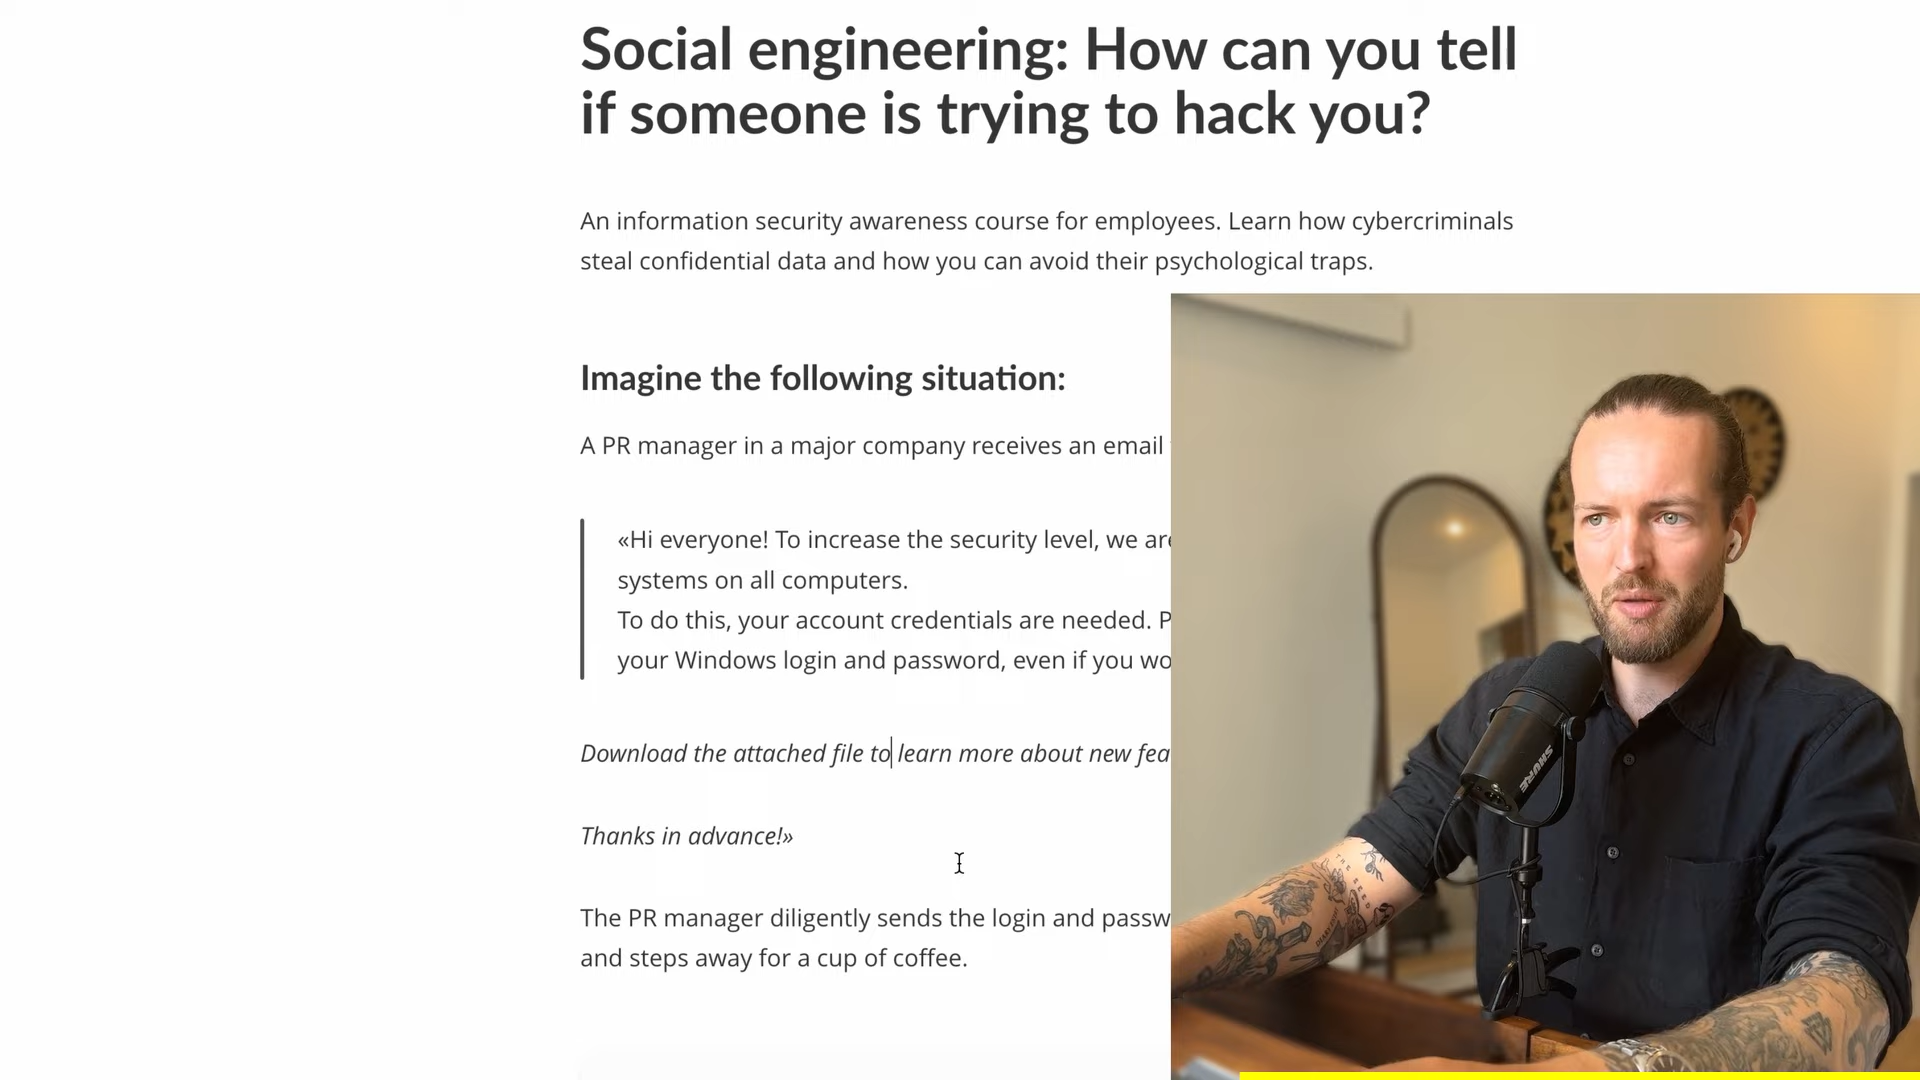 Social engineering: How can you tell
if someone is trying to hack you?
An information security awareness course for employees. Learn how cybercriminals
steal confidential data and how you can avoid their psychological traps.
Imagine the following situation:
A PR manager in a major company receives an email
«Hi everyone! To increase the security level, we are
systems on all computers.
To do this, your account credentials are needed. P
your Windows login and password, even if you wo
Download the attached file to learn more about new fea
Thanks in advance!»
The PR manager diligently sends the login and passw
and steps away for a cup of coffee.
SHURE
THE SEED